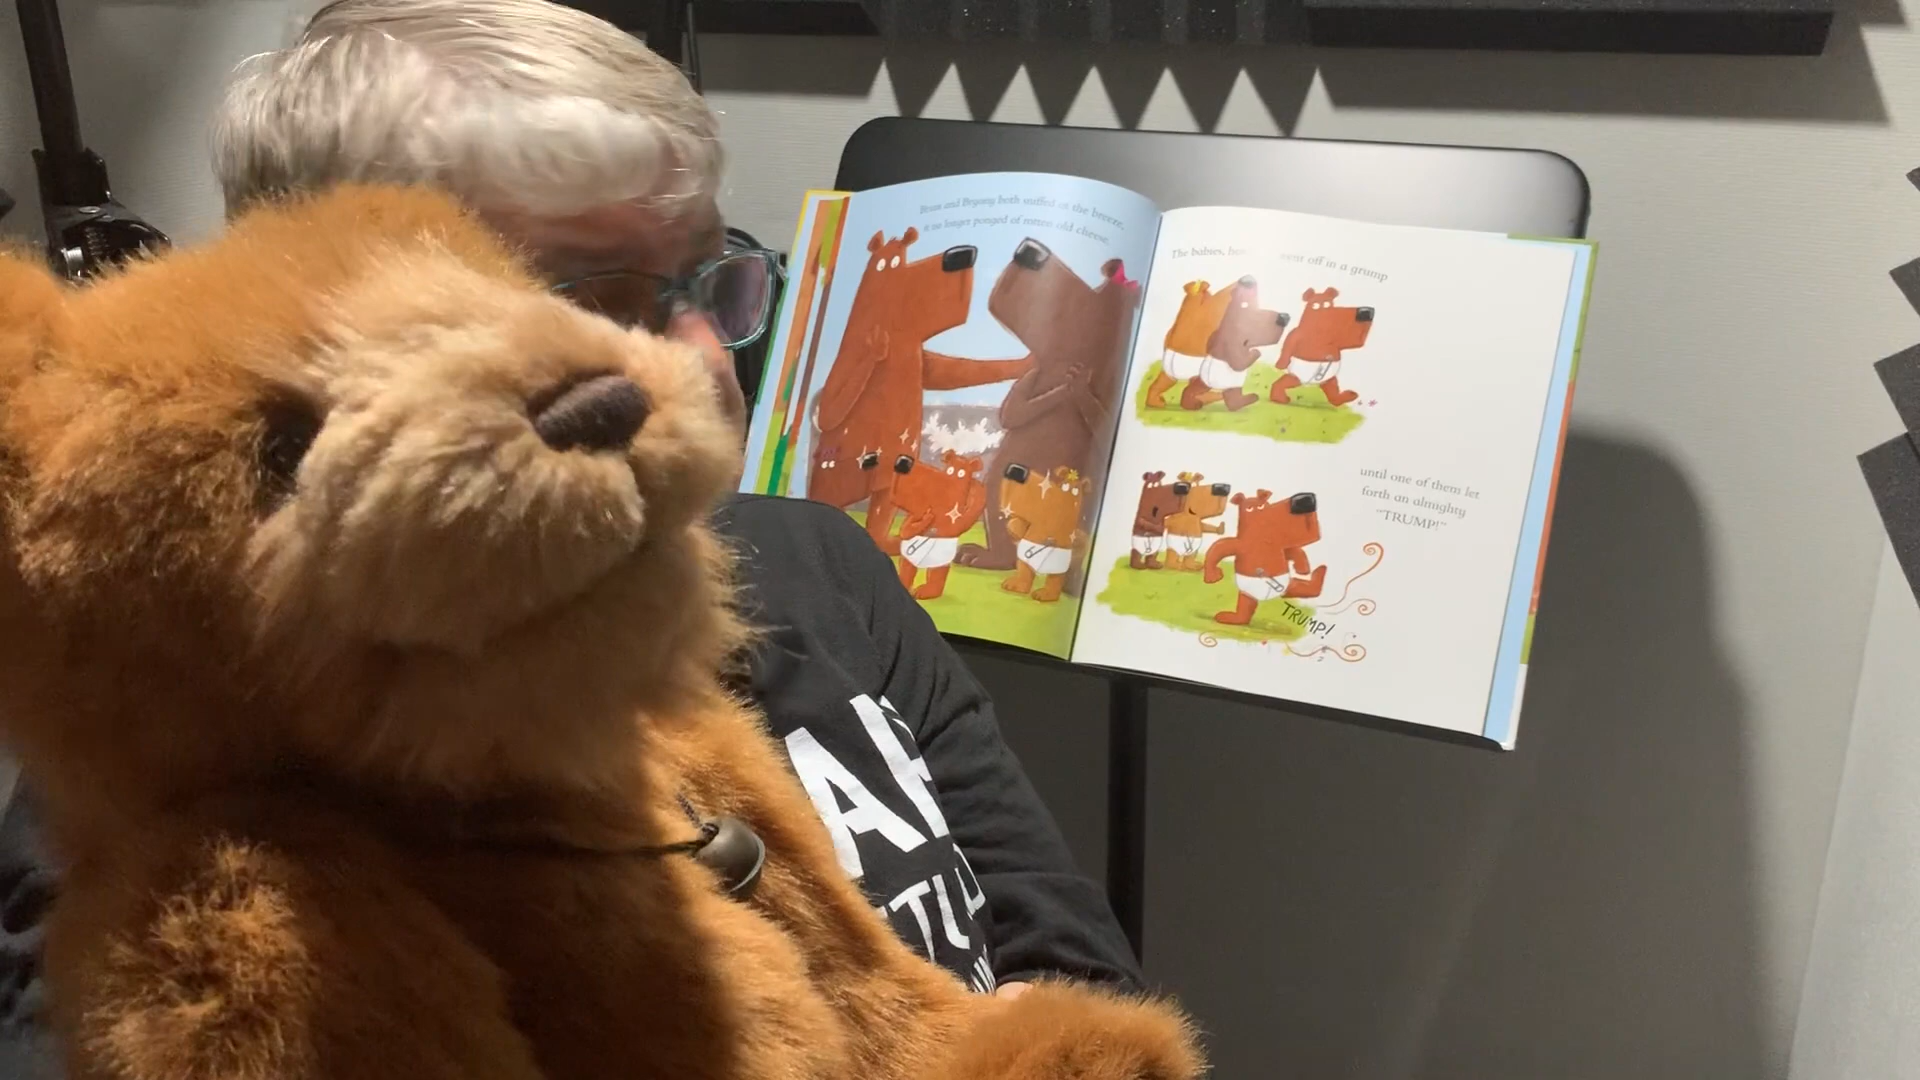 Bruin and Bryony both sniffed at the breeze,
it no longer ponged of rotten old cheese.
The babies, went off in a grump
until one of them let
forth an almighty
"TRUMP!"
TRUMP!